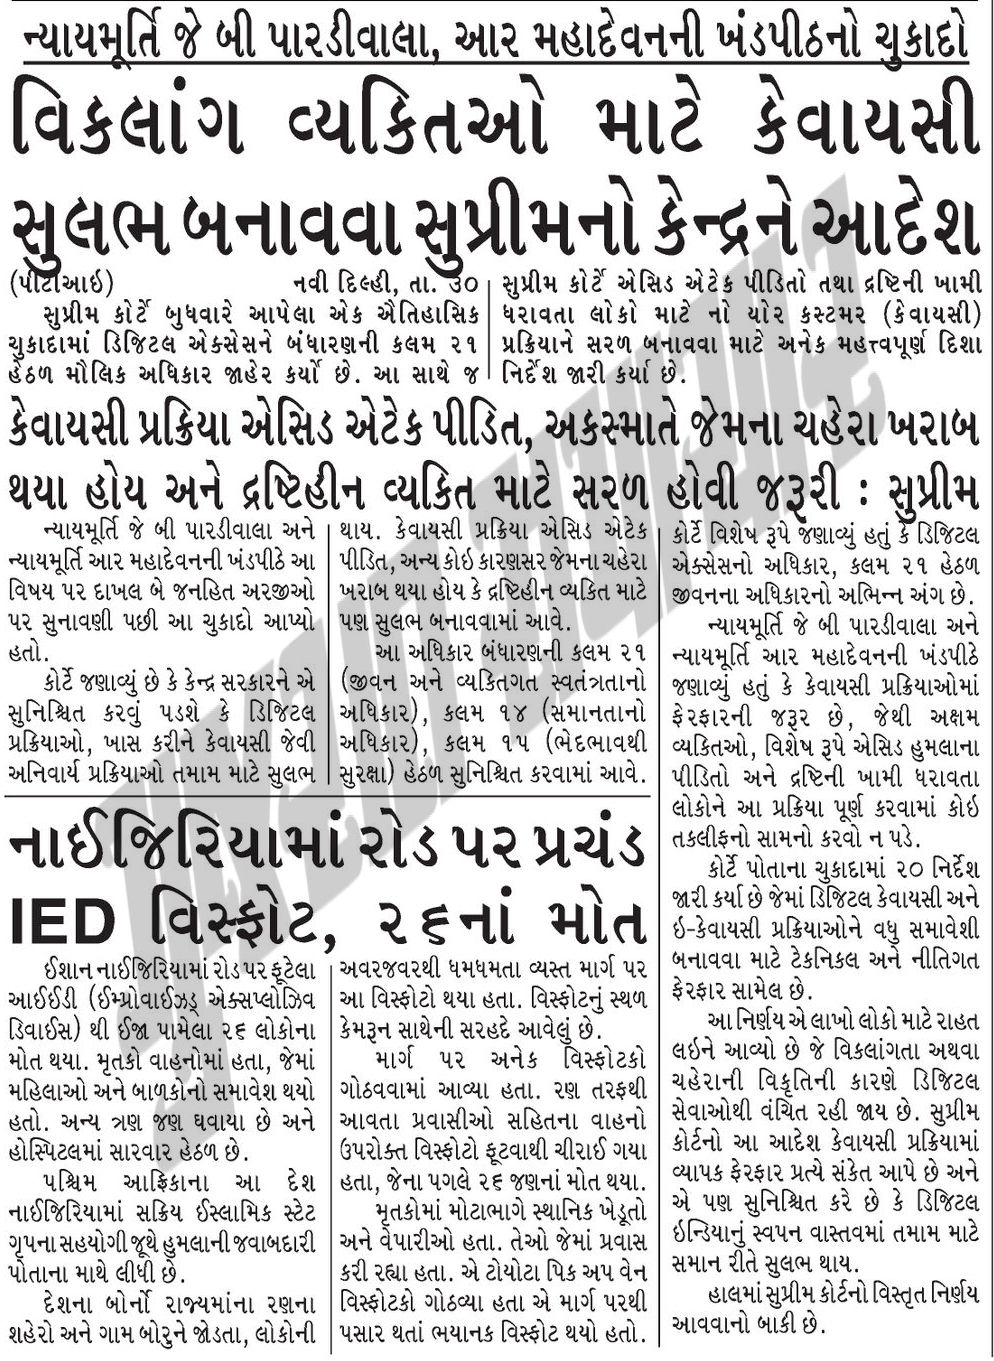 ન્યાયમૂર્તિ જે બી પારડીવાલા, આર મહાદેવનની ખંડપીઠનો ચુકાદો
વિકલાંગ વ્યકિતઓ માટે કેવાયસી
સુલભ બનાવવા સુપ્રીમનો કેન્દ્રને આદેશ
(પીટીઆઇ) નવી દિલ્હી, તા. ૩૦
સુપ્રીમ કોર્ટે બુધવારે આપેલા એક ઐતિહાસિક
ચુકાદામાં ડિજિટલ એક્સેસને બંધારણની કલમ ૨૧
હેઠળ મૌલિક અધિકાર જાહેર કર્યો છે. આ સાથે જ
સુપ્રીમ કોર્ટે એસિડ એટેક પીડિતો તથા દ્રષ્ટિની ખામી
ધરાવતા લોકો માટે નો યોર કસ્ટમર (કેવાયસી)
પ્રક્રિયાને સરળ બનાવવા માટે અનેક મહત્ત્વપૂર્ણ દિશા
નિર્દેશ જારી કર્યા છે.
કેવાયસી પ્રક્રિયા એસિડ એટેક પીડિત, અકસ્માતે જેમના ચહેરા ખરાબ
થયા હોય અને દ્રષ્ટિહીન વ્યકિત માટે સરળ હોવી જરૂરી : સુપ્રીમ
ન્યાયમૂર્તિ જે બી પારડીવાલા અને
ન્યાયમૂર્તિ આર મહાદેવનની ખંડપીઠે આ
વિષય પર દાખલ બે જનહિત અરજીઓ
પર સુનાવણી પછી આ ચુકાદો આપ્યો
હતો.
કોર્ટે જણાવ્યું છે કે કેન્દ્ર સરકારને એ
સુનિશ્ચિત કરવું પડશે કે ડિજિટલ
પ્રક્રિયાઓ, ખાસ કરીને કેવાયસી જેવી
અનિવાર્ય પ્રક્રિયાઓ તમામ માટે સુલભ
થાય. કેવાયસી પ્રક્રિયા એસિડ એટેક
પીડિત, અન્ય કોઇ કારણસર જેમના ચહેરા
ખરાબ થયા હોય કે દ્રષ્ટિહીન વ્યકિત માટે
પણ સુલભ બનાવવામાં આવે.
આ અધિકાર બંધારણની કલમ ૨૧
(જીવન અને વ્યકિતગત સ્વતંત્રતાનો
અધિકાર), કલમ ૧૪ (સમાનતાનો
અધિકાર), કલમ ૧૫ (ભેદભાવથી
સુરક્ષા) હેઠળ સુનિશ્ચિત કરવામાં આવે.
કોર્ટે વિશેષ રૂપે જણાવ્યું હતું કે ડિજિટલ
એક્સેસનો અધિકાર, કલમ ૨૧ હેઠળ
જીવનના અધિકારનો અભિન્ન અંગ છે.
ન્યાયમૂર્તિ જે બી પારડીવાલા અને
ન્યાયમૂર્તિ આર મહાદેવનની ખંડપીઠે
જણાવ્યું હતું કે કેવાયસી પ્રક્રિયાઓમાં
ફેરફારની જરૂર છે, જેથી અક્ષમ
વ્યકિતઓ, વિશેષ રૂપે એસિડ હુમલાના
પીડિતો અને દ્રષ્ટિની ખામી ધરાવતા
લોકોને આ પ્રક્રિયા પૂર્ણ કરવામાં કોઇ
તકલીફનો સામનો કરવો ન પડે.
કોર્ટે પોતાના ચુકાદામાં ૨૦ નિર્દેશ
જારી કર્યા છે જેમાં ડિજિટલ કેવાયસી અને
ઇ-કેવાયસી પ્રક્રિયાઓને વધુ સમાવેશી
બનાવવા માટે ટેકનિકલ અને નીતિગત
ફેરફાર સામેલ છે.
આ નિર્ણય એ લાખો લોકો માટે રાહત
લઇને આવ્યો છે જે વિકલાંગતા અથવા
ચહેરાની વિકૃતિની કારણે ડિજિટલ
સેવાઓથી વંચિત રહી જાય છે. સુપ્રીમ
કોર્ટનો આ આદેશ કેવાયસી પ્રક્રિયામાં
વ્યાપક ફેરફાર પ્રત્યે સંકેત આપે છે અને
એ પણ સુનિશ્ચિત કરે છે કે ડિજિટલ
ઇન્ડિયાનું સ્વપન વાસ્તવમાં તમામ માટે
સમાન રીતે સુલભ થાય.
હાલમાં સુપ્રીમ કોર્ટનો વિસ્તૃત નિર્ણય
આવવાનો બાકી છે.
નાઈજિરિયામાં રોડ પર પ્રચંડ
IED વિસ્ફોટ, ૨૬નાં મોત
ઈશાન નાઈજિરિયામાં રોડ પર ફૂટેલા
આઈઈડી (ઈમ્પ્રોવાઈઝ્ડ્ એક્સપ્લોઝિવ
ડિવાઈસ) થી ઈજા પામેલા ૨૬ લોકોના
મોત થયા. મૃતકો વાહનોમાં હતા, જેમાં
મહિલાઓ અને બાળકોનો સમાવેશ થયો
હતો. અન્ય ત્રણ જણ ઘવાયા છે અને
હોસ્પિટલમાં સારવાર હેઠળ છે.
પશ્ચિમ આફ્રિકાના આ દેશ
નાઈજિરિયામાં સક્રિય ઈસ્લામિક સ્ટેટ
ગૃપના સહયોગી જૂથે હુમલાની જવાબદારી
પોતાના માથે લીધી છે.
દેશના બોર્નો રાજ્યમાંના રણના
શહેરો અને ગામ બોરુને જોડતા, લોકોની
અવરજવરથી ધમધમતા વ્યસ્ત માર્ગ પર
આ વિસ્ફોટો થયા હતા. વિસ્ફોટનું સ્થળ
કેમરૂન સાથેની સરહદે આવેલું છે.
માર્ગ પર અનેક વિસ્ફોટકો
ગોઠવવામાં આવ્યા હતા. રણ તરફથી
આવતા પ્રવાસીઓ સહિતના વાહનો
ઉપરોક્ત વિસ્ફોટો ફૂટવાથી ચીરાઈ ગયા
હતા, જેના પગલે ૨૬ જણનાં મોત થયા.
મૃતકોમાં મોટાભાગે સ્થાનિક ખેડૂતો
અને વેપારીઓ હતા. તેઓ જેમાં પ્રવાસ
કરી રહ્યા હતા. એ ટોયોટા પિક અપ વેન
વિસ્ફોટકો ગોઠવ્યા હતા એ માર્ગ પરથી
પસાર થતાં ભયાનક વિસ્ફોટ થયો હતો.